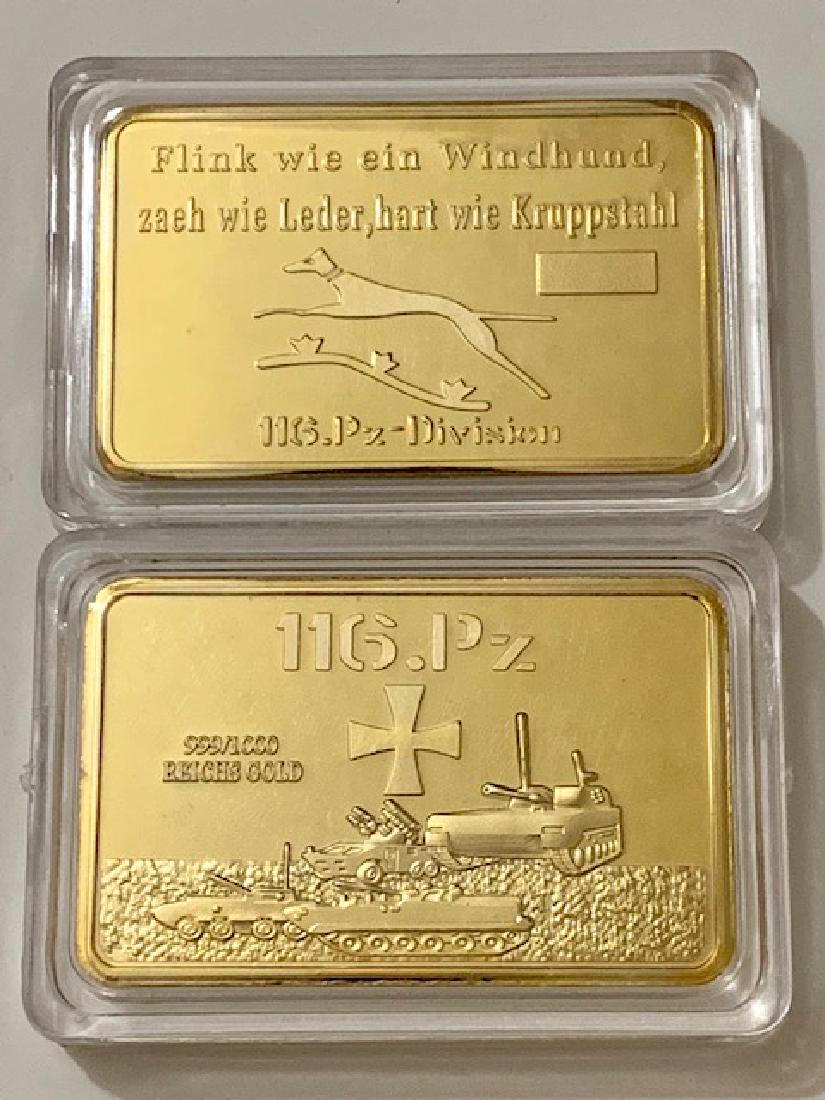 Flink wie ein Windhund,
zaeh wie Leder,hart wie Kruppstahl
116.Pz-Division
116.Pz
999/1000
REICHS GOLD